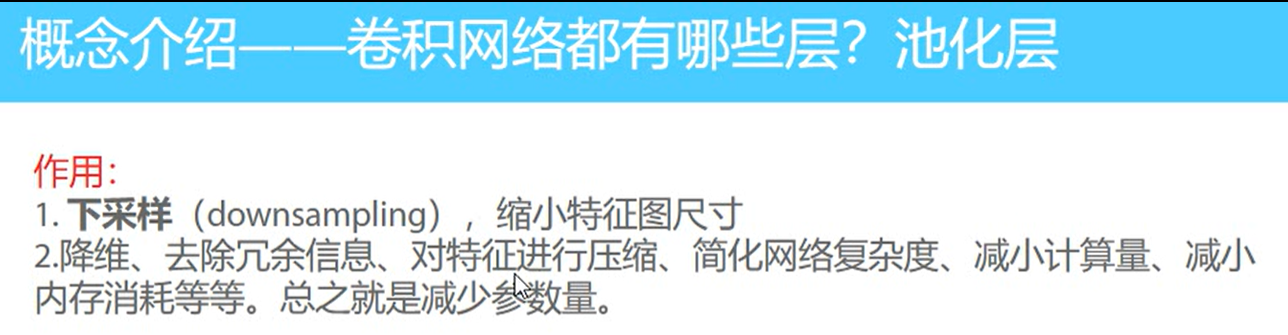 概念介绍——卷积网络都有哪些层？池化层
作用：
1. 下采样（downsampling），缩小特征图尺寸
2.降维、去除冗余信息、对特征进行压缩、简化网络复杂度、减小计算量、减小
内存消耗等等。总之就是减少参数量。